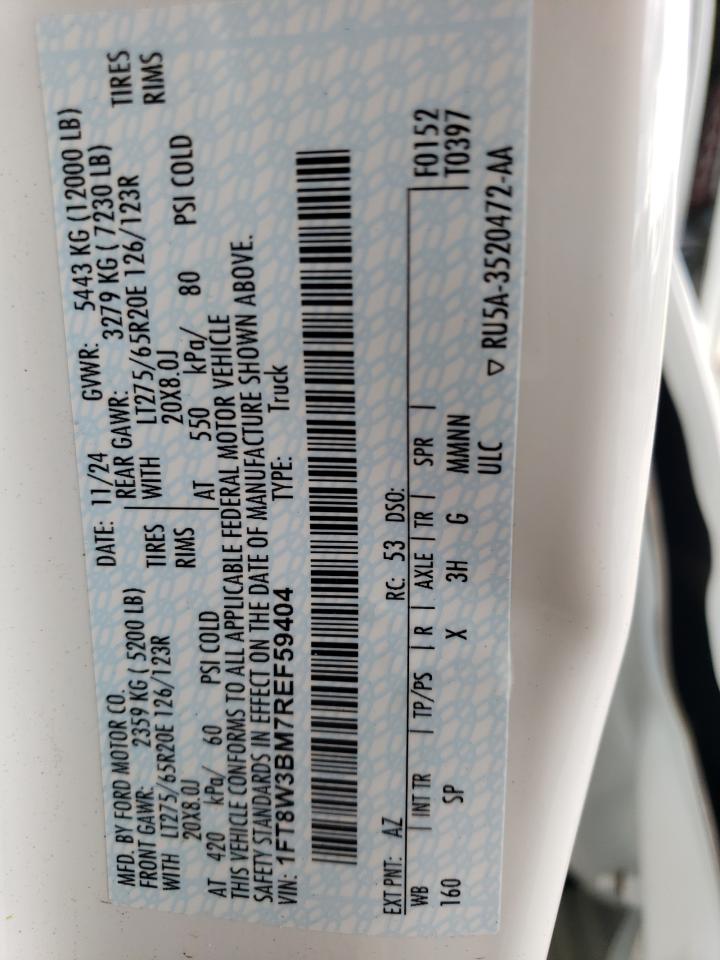 MFD. BY FORD MOTOR CO. DATE: 11/24 GVWR: 5443 KG (12000 LB)
FRONT GAWR: 2359 KG ( 5200 LB) REAR GAWR: 3279 KG ( 7230 LB)
WITH LT275/65R20E 126/123R TIRES WITH LT275/65R20E 126/123R TIRES
20X8.0J RIMS 20X8.0J RIMS
AT 420 kPa/ 60 PSI COLD AT 550 kPa/ 80 PSI COLD
THIS VEHICLE CONFORMS TO ALL APPLICABLE FEDERAL MOTOR VEHICLE
SAFETY STANDARDS IN EFFECT ON THE DATE OF MANUFACTURE SHOWN ABOVE.
VIN: 1FT8W3BM7REF59404 TYPE: Truck
EXT PNT: AZ RC: 53 DSO: F0152
WB INT TR TP/PS R AXLE TR SPR T0397
160 SP X 3H G MMNN
ULC ▽ RU5A-3520472-AA